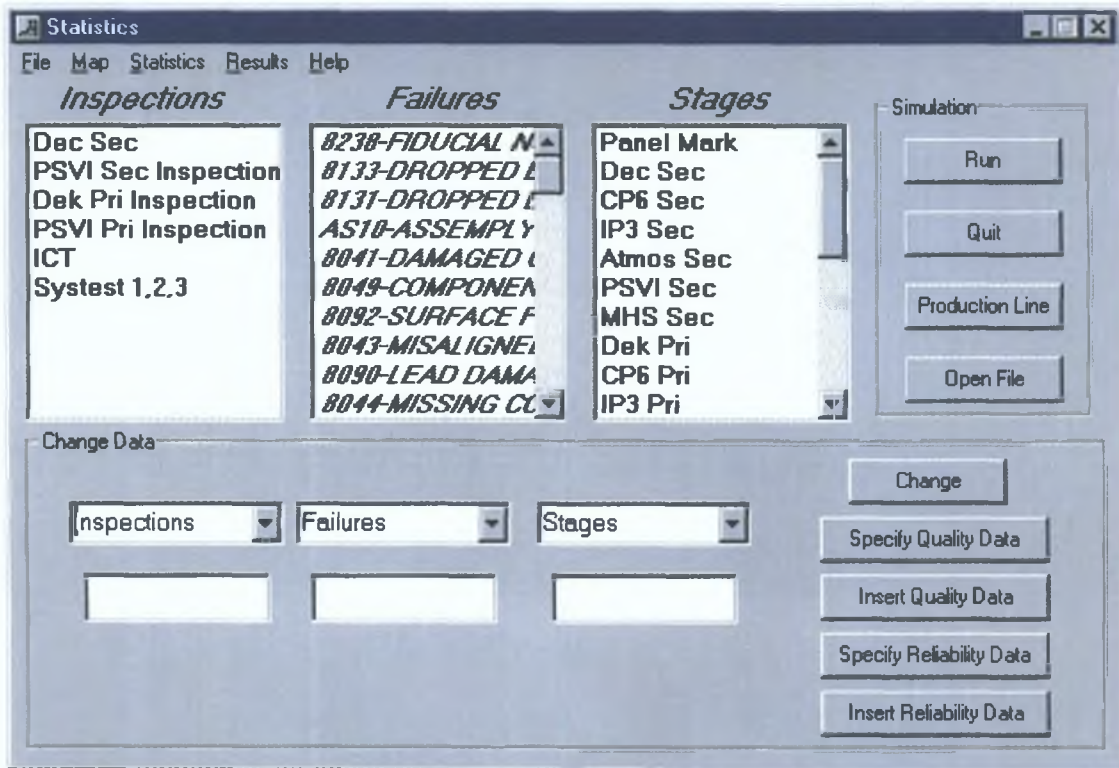 Statistics
File Map Statistics Results Help
Inspections
Dec Sec
PSVI Sec Inspection
Dek Pri Inspection
PSVI Pri Inspection
ICT
Systest 1,2,3
Failures
8238-FIDUCIAL
8133-DROPPED
8131-DROPPED
AS10-ASSEMPLY
8041-DAMAGED
8049-COMPONEN
8092-SURFACE F
8043-MISALIGNE
8090-LEAD DAMA
8044-MISSING CC
Stages
Panel Mark
Dec Sec
CP6 Sec
IP3 Sec
Atmos Sec
PSVI Sec
MHS Sec
Dek Pri
CP6 Pri
IP3 Pri
Simulation
Run
Quit
Production Line
Open File
Change Data
Inspections
Failures
Stages
Change
Specify Quality Data
Insert Quality Data
Specify Reliability Data
Insert Reliability Data